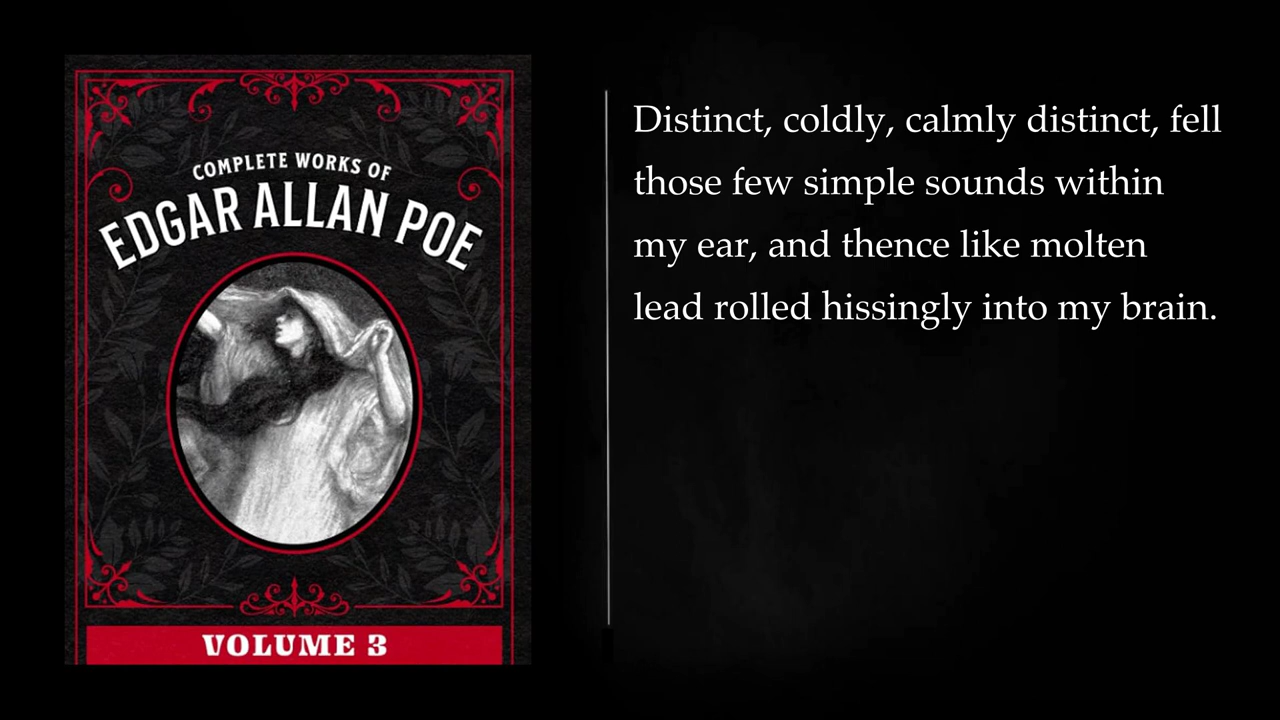 COMPLETE WORKS OF
EDGAR ALLAN POE
VOLUME 3
Distinct, coldly, calmly distinct, fell
those few simple sounds within
my ear, and thence like molten
lead rolled hissingly into my brain.